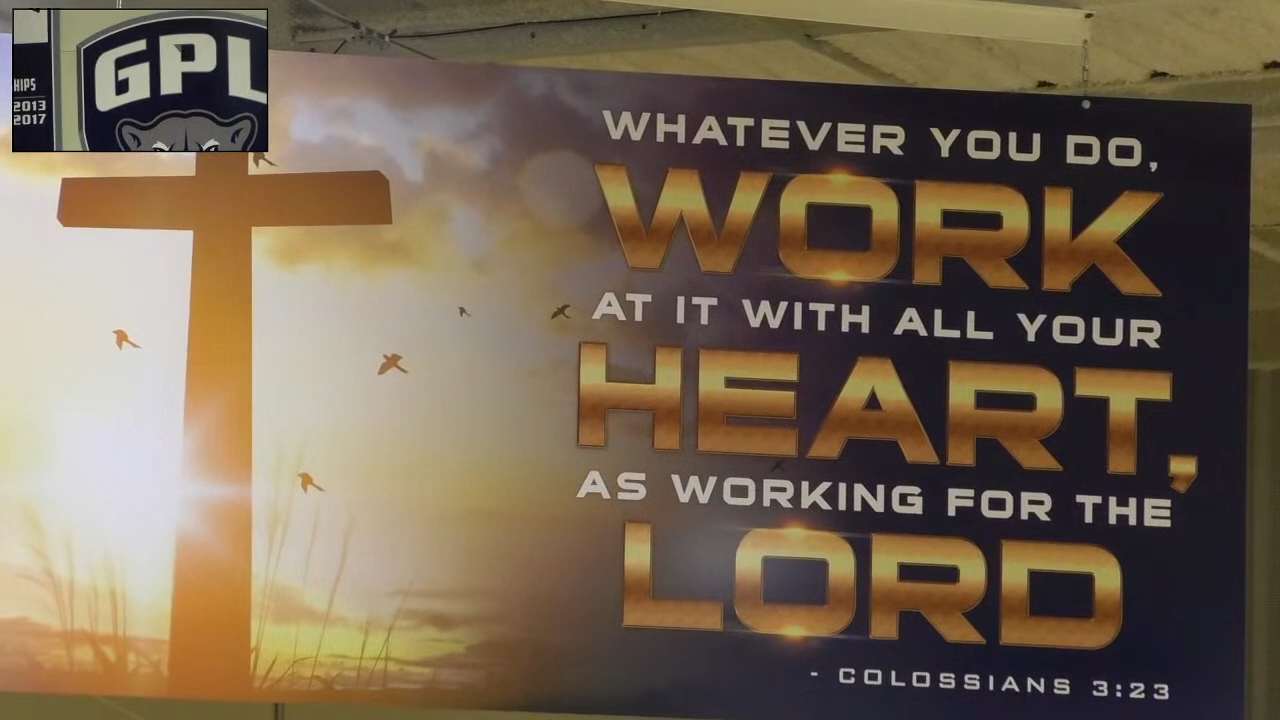 GPL
2013
2017
WHATEVER YOU DO,
WORK
AT IT WITH ALL YOUR
HEART,
AS WORKING FOR THE
LORD
- COLOSSIANS 3:23